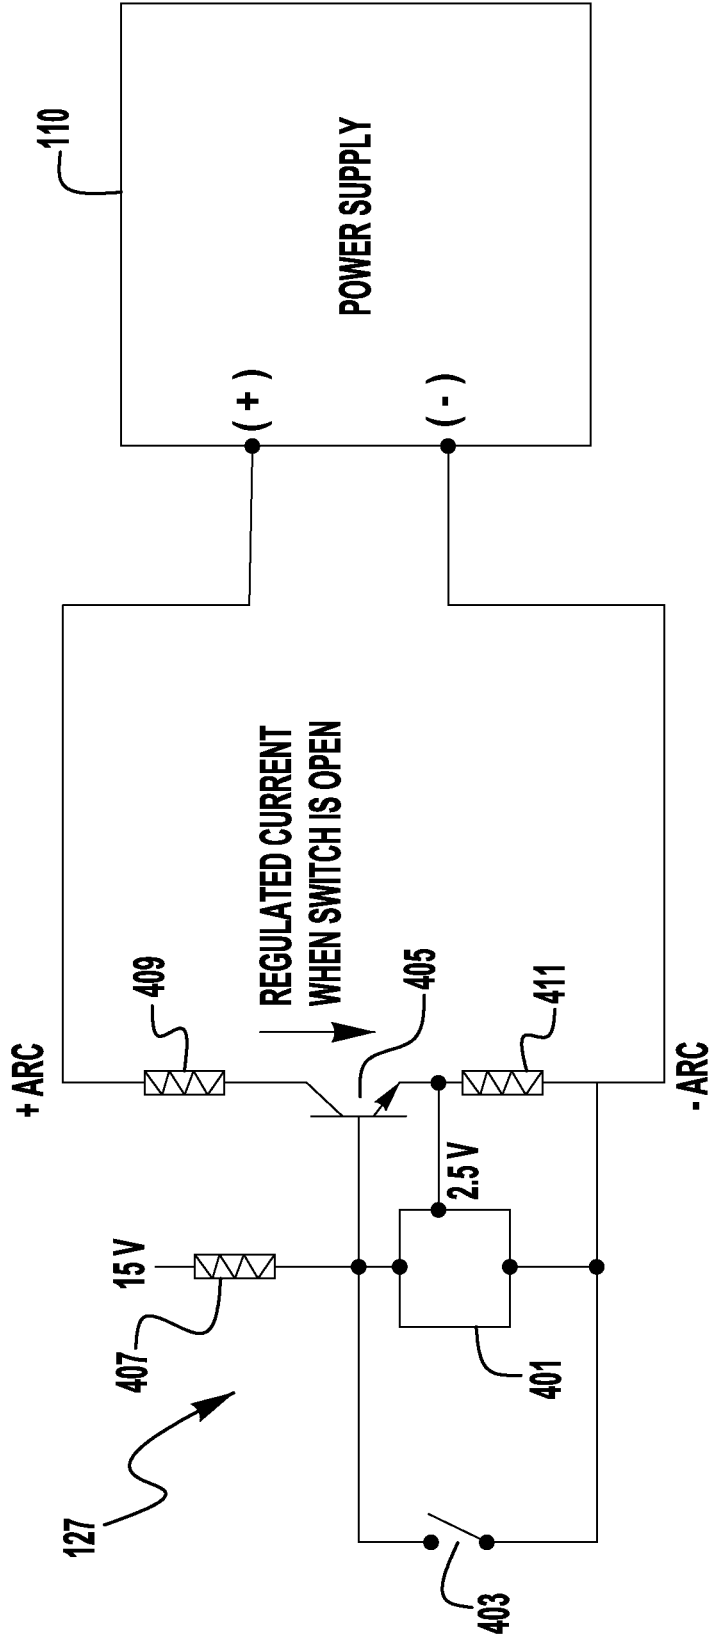 127
403
407
15 V
401
2.5 V
+ ARC
409
405
411
- ARC
REGULATED CURRENT
WHEN SWITCH IS OPEN
110
( + )
( - )
POWER SUPPLY